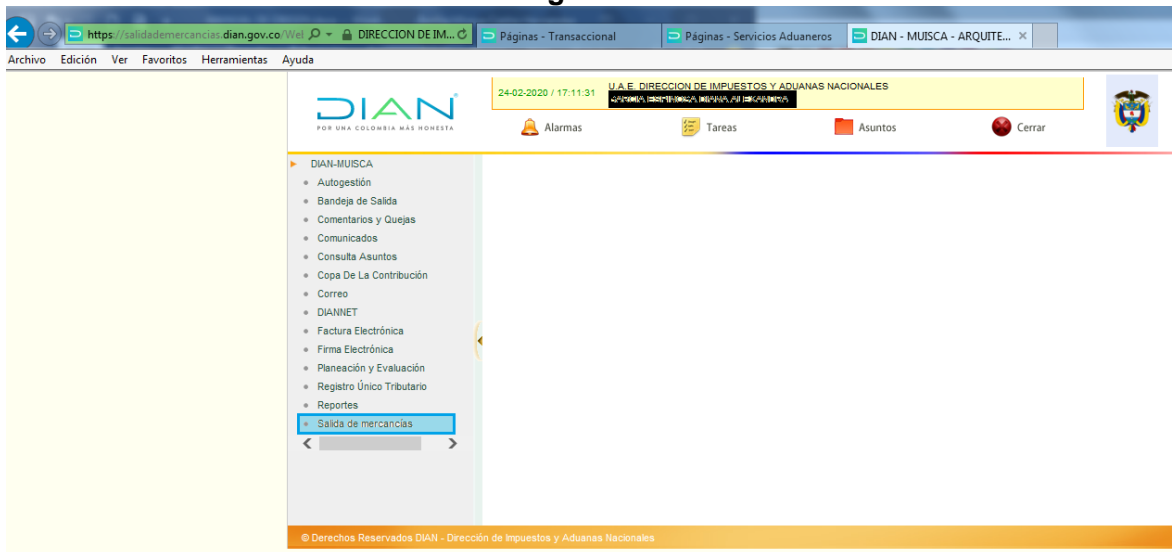 https://salidademercancias.dian.gov.co/Wel DIRECCION DE IM... Páginas - Transaccional Páginas - Servicios Aduaneros DIAN - MUISCA - ARQUITE... ×
Archivo Edición Ver Favoritos Herramientas Ayuda
DIAN
POR UNA COLOMBIA MÁS HONESTA
24-02-2020 / 17:11:31 U.A.E. DIRECCION DE IMPUESTOS Y ADUANAS NACIONALES
Alarmas Tareas Asuntos Cerrar
DIAN-MUISCA
Autogestión
Bandeja de Salida
Comentarios y Quejas
Comunicados
Consulta Asuntos
Copa De La Contribución
Correo
DIANNET
Factura Electrónica
Firma Electrónica
Planeación y Evaluación
Registro Único Tributario
Reportes
Salida de mercancías
© Derechos Reservados DIAN - Dirección de Impuestos y Aduanas Nacionales